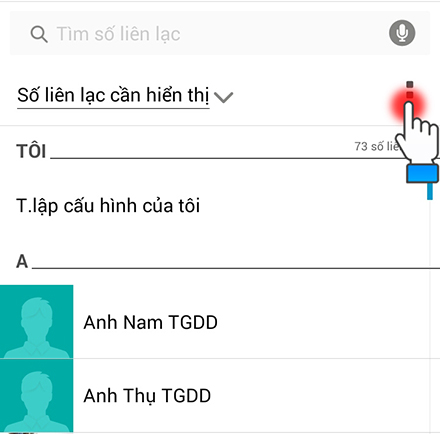 Tìm số liên lạc
Số liên lạc cần hiển thị
TÔI
73 số liê
T.lập cấu hình của tôi
A
Anh Nam TGDD
Anh Thụ TGDD